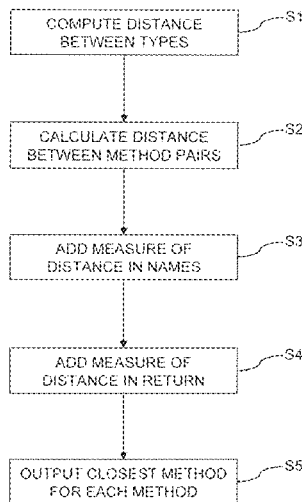 COMPUTE DISTANCE
BETWEEN TYPES
S1
CALCULATE DISTANCE
BETWEEN METHOD PAIRS
S2
ADD MEASURE OF
DISTANCE IN NAMES
S3
ADD MEASURE OF
DISTANCE IN RETURN
S4
OUTPUT CLOSEST METHOD
FOR EACH METHOD
S5